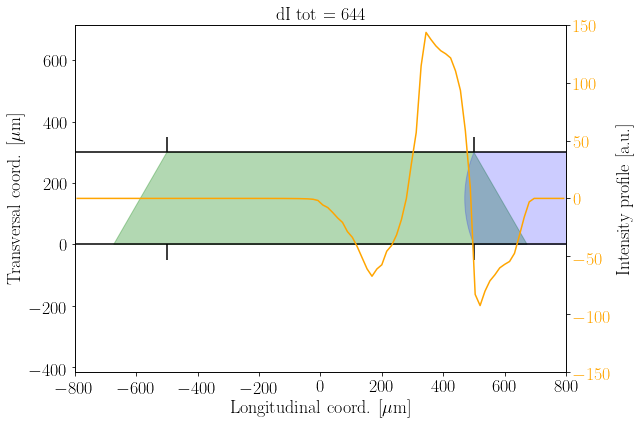 dI tot = 644
Transversal coord. [μm]
600
400
200
0
−200
−400
150
100
50
0
−50
−100
−150
Intensity profile [a.u.]
−800 −600 −400 −200 0 200 400 600 800
Longitudinal coord. [μm]